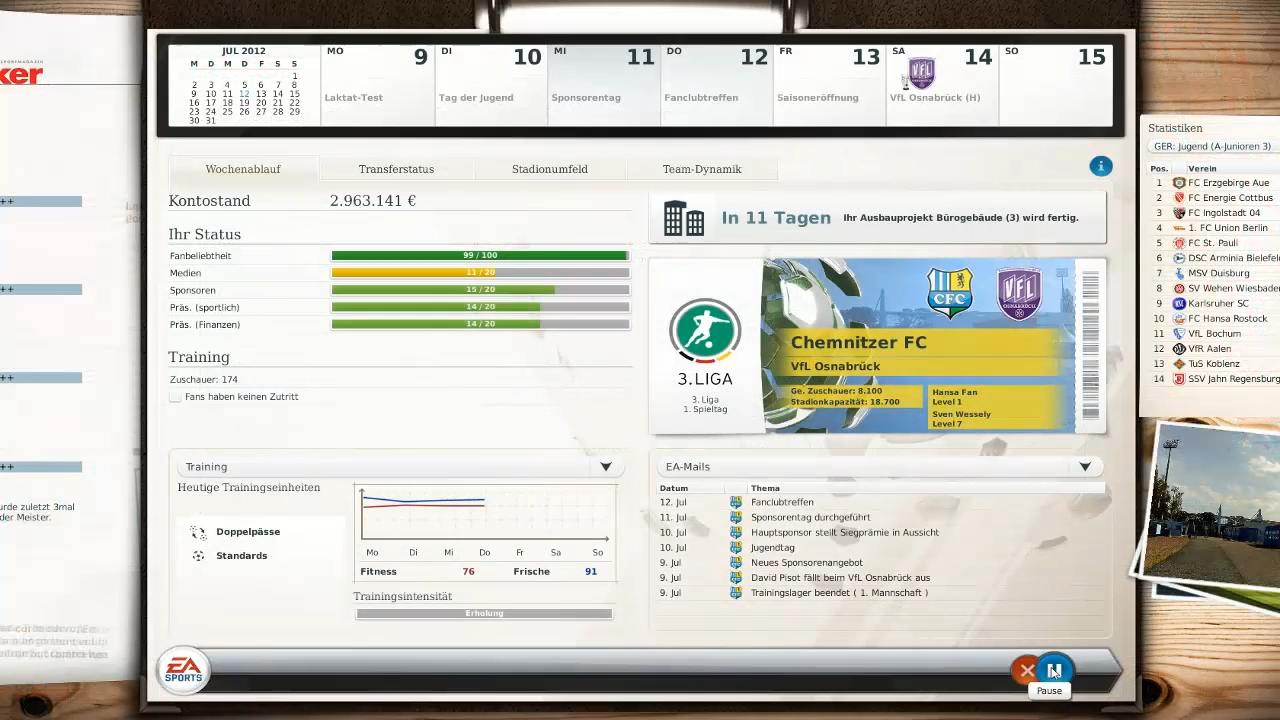 ker
JUL 2012
M D M D F S S
1
2 3 4 5 6 7 8
9 10 11 12 13 14 15
16 17 18 19 20 21 22
23 24 25 26 27 28 29
30 31
MO 9
Laktat-Test
DI 10
Tag der Jugend
MI 11
Sponsorentag
DO 12
Fanclubtreffen
FR 13
Saisoneröffnung
SA 14
VfL Osnabrück (H)
SO 15
Wochenablauf
Transferstatus
Stadionumfeld
Team-Dynamik
i
Kontostand 2.963.141 €
In 11 Tagen Ihr Ausbauprojekt Bürogebäude (3) wird fertig.
Ihr Status
Fanbeliebtheit 99 / 100
Medien 11 / 20
Sponsoren 15 / 20
Präs. (sportlich) 14 / 20
Präs. (Finanzen) 14 / 20
Training
Zuschauer: 174
Fans haben keinen Zutritt
3.LIGA
3. Liga
1. Spieltag
CFC
VfL
OSNABRÜCK
Chemnitzer FC
VfL Osnabrück
Ge. Zuschauer: 8.100
Stadionkapazität: 18.700
Hansa Fan
Level 1
Sven Wessely
Level 7
Training
Heutige Trainingseinheiten
Doppelpässe
Standards
Mo Di Mi Do Fr Sa So
Fitness 76 Frische 91
Trainingsintensität
Erholung
EA-Mails
Datum Thema
12. Jul Fanclubtreffen
11. Jul Sponsorentag durchgeführt
10. Jul Hauptsponsor stellt Siegprämie in Aussicht
10. Jul Jugendtag
9. Jul Neues Sponsorenangebot
9. Jul David Pisot fällt beim VfL Osnabrück aus
9. Jul Trainingslager beendet ( 1. Mannschaft )
EA
SPORTS
Pause
Statistiken
GER: Jugend (A-Junioren 3)
Pos. Verein
1 FC Erzgebirge Aue
2 FC Energie Cottbus
3 FC Ingolstadt 04
4 1. FC Union Berlin
5 FC St. Pauli
6 DSC Arminia Bielefel
7 MSV Duisburg
8 SV Wehen Wiesbade
9 Karlsruher SC
10 FC Hansa Rostock
11 VfL Bochum
12 VfR Aalen
13 TuS Koblenz
14 SSV Jahn Regensburg
++
++
++
++
urde zuletzt 3mal
der Meister.